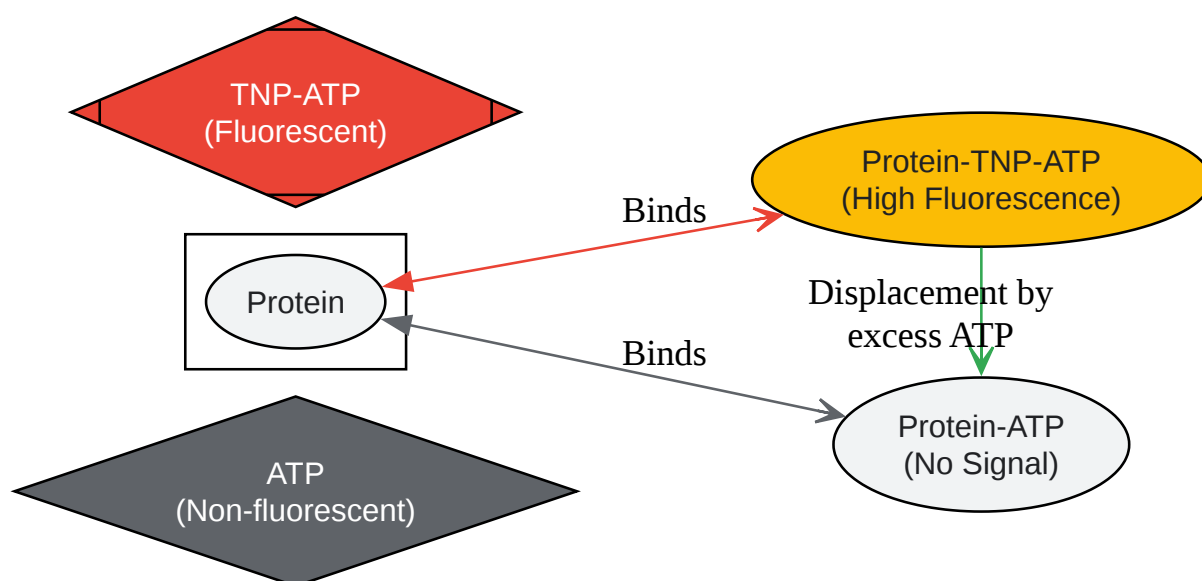 TNP-ATP
(Fluorescent)
Protein-TNP-ATP
(High Fluorescence)
Binds
Protein
Displacement by
excess ATP
Binds
Protein-ATP
(No Signal)
ATP
(Non-fluorescent)